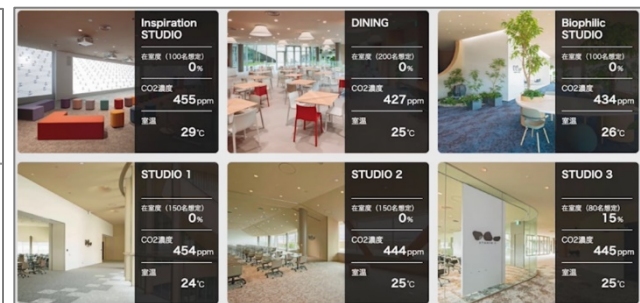 Inspiration
STUDIO
在室度（100名想定）
0%
CO2濃度
455ppm
室温
29℃
DINING
在室度（200名想定）
0%
CO2濃度
427ppm
室温
25℃
Biophilic
STUDIO
在室度（100名想定）
0%
CO2濃度
434ppm
室温
26℃
STUDIO 1
在室度（150名想定）
0%
CO2濃度
454ppm
室温
24℃
STUDIO 2
在室度（150名想定）
0%
CO2濃度
444ppm
室温
25℃
STUDIO 3
在室度（80名想定）
15%
CO2濃度
445ppm
室温
25℃